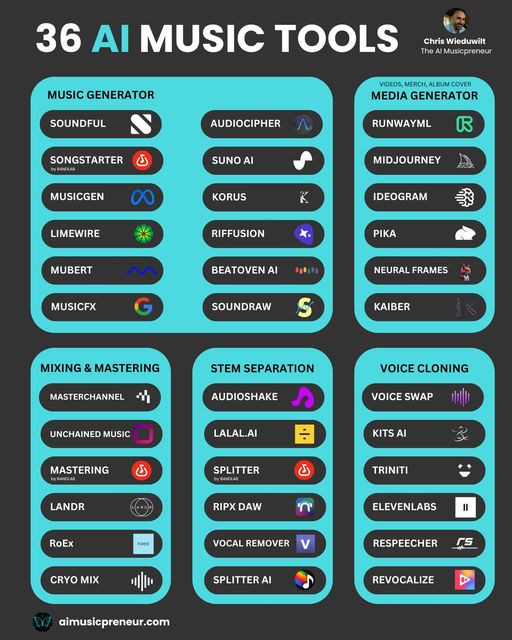 36 AI MUSIC TOOLS
Chris Wieduwilt
The AI Musicpreneur
MUSIC GENERATOR
SOUNDFUL
SONGSTARTER
by BANDLAB
MUSICGEN
LIMEWIRE
MUBERT
MUSICFX
AUDIOCIPHER
SUNO AI
KORUS
RIFFUSION
BEATOVEN AI
SOUNDRAW
VIDEOS, MERCH, ALBUM COVER
MEDIA GENERATOR
RUNWAYML
MIDJOURNEY
IDEOGRAM
PIKA
NEURAL FRAMES
KAIBER
MIXING & MASTERING
MASTERCHANNEL
UNCHAINED MUSIC
MASTERING
by BANDLAB
LANDR
LANDR
RoEx
roex
CRYO MIX
STEM SEPARATION
AUDIOSHAKE
LALAL.AI
SPLITTER
by BANDLAB
RIPX DAW
VOCAL REMOVER
SPLITTER AI
VOICE CLONING
VOICE SWAP
KITS AI
TRINITI
ELEVENLABS
RESPEECHER
REVOCALIZE
aimusicpreneur.com